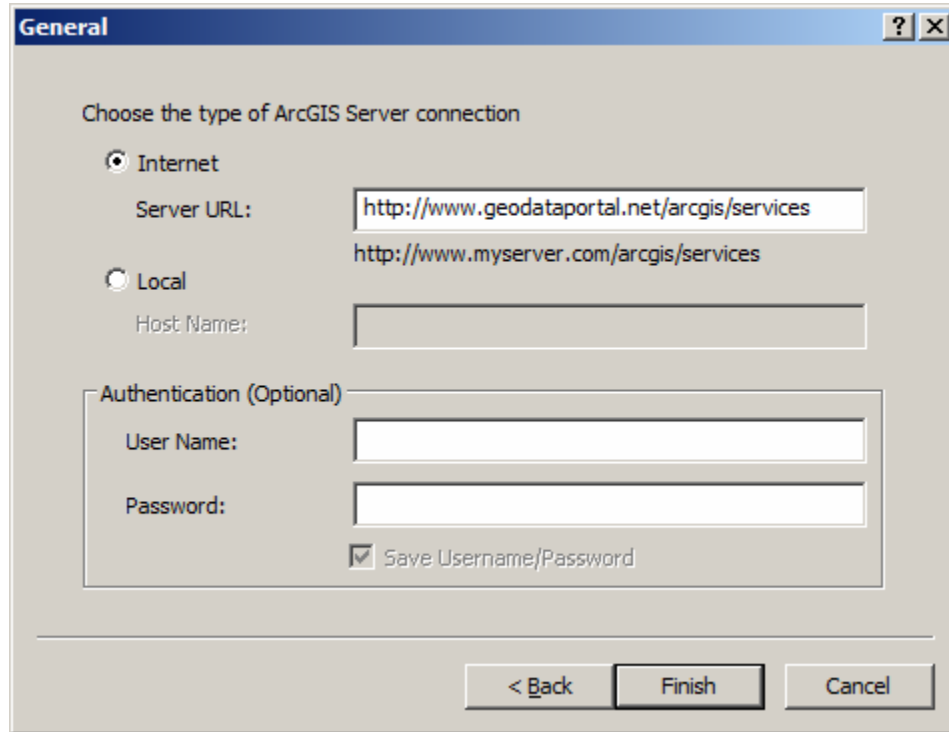 General
Choose the type of ArcGIS Server connection
Internet
Server URL: http://www.geodataportal.net/arcgis/services
http://www.myserver.com/arcgis/services
Local
Host Name:
Authentication (Optional)
User Name:
Password:
Save Username/Password
< Back Finish Cancel